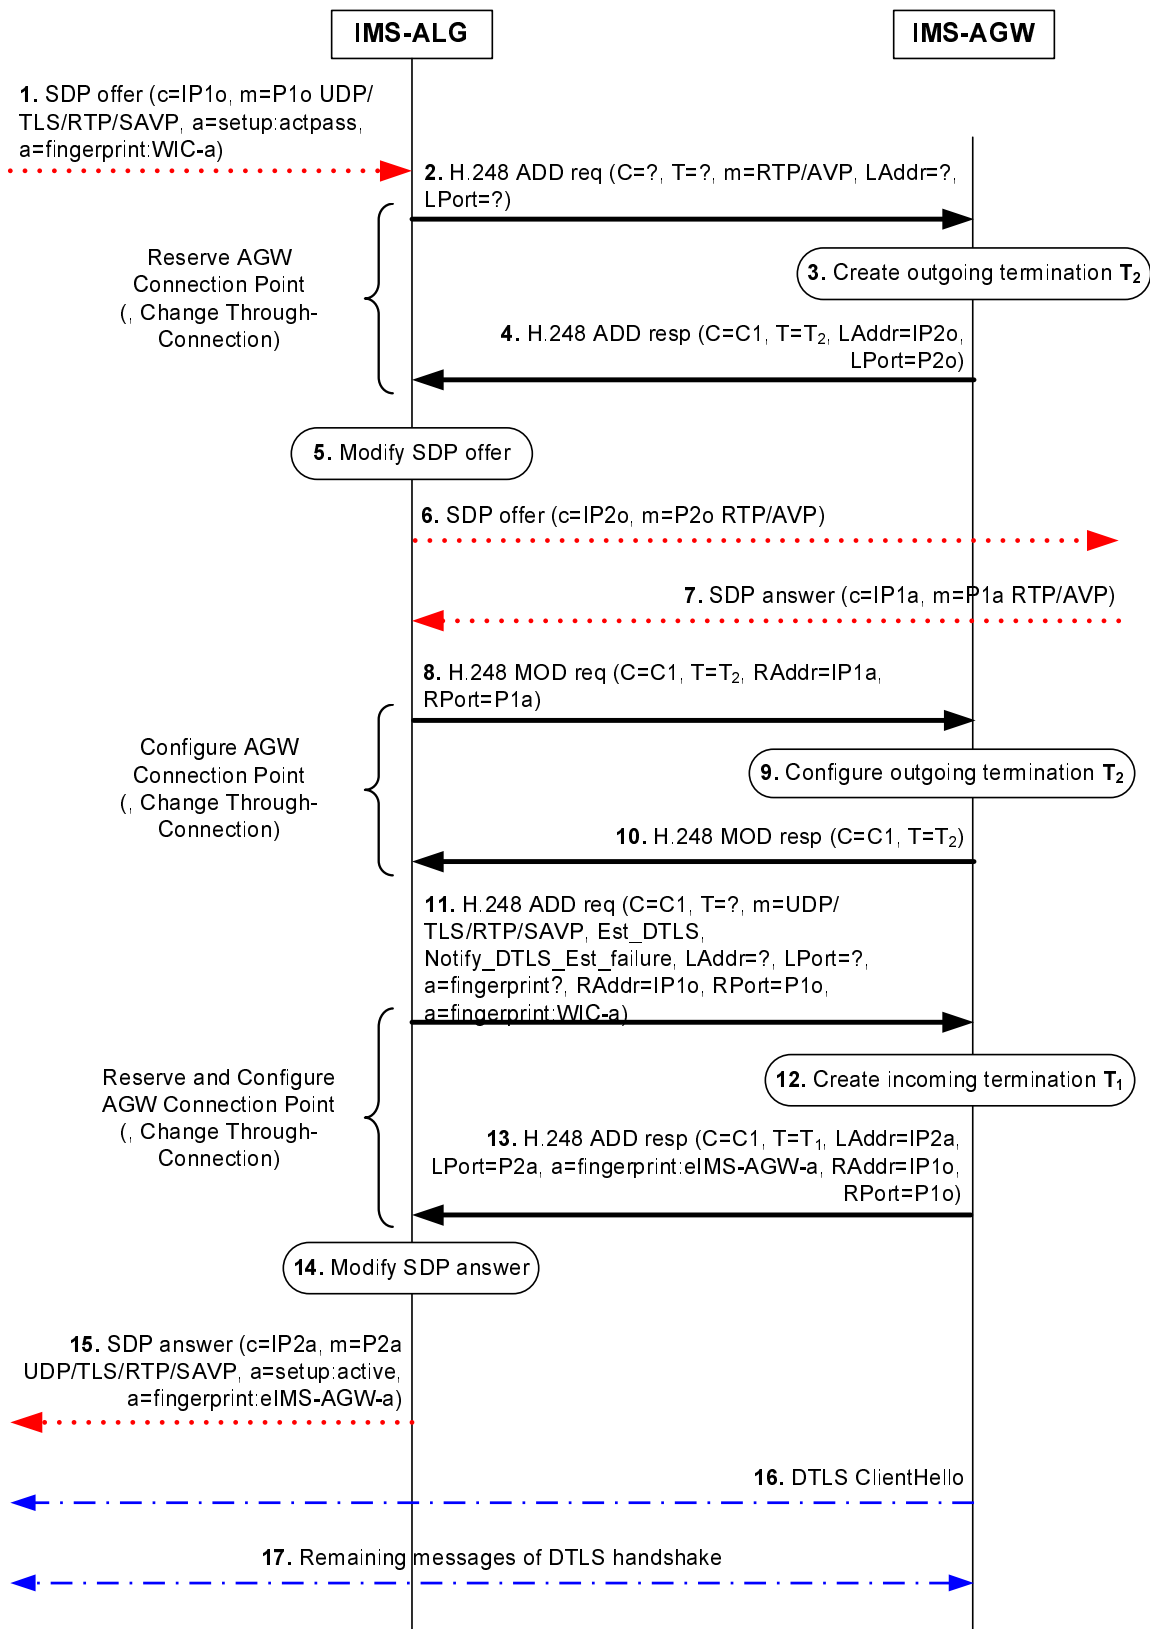 IMS-ALG
IMS-AGW
1. SDP offer (c=IP1o, m=P1o UDP/
TLS/RTP/SAVP, a=setup:actpass,
a=fingerprint:WIC-a)
2. H.248 ADD req (C=?, T=?, m=RTP/AVP, LAddr=?,
LPort=?)
Reserve AGW
Connection Point
(, Change Through-
Connection)
3. Create outgoing termination T2
4. H.248 ADD resp (C=C1, T=T2, LAddr=IP2o,
LPort=P2o)
5. Modify SDP offer
6. SDP offer (c=IP2o, m=P2o RTP/AVP)
7. SDP answer (c=IP1a, m=P1a RTP/AVP)
8. H.248 MOD req (C=C1, T=T2, RAddr=IP1a,
RPort=P1a)
Configure AGW
Connection Point
(, Change Through-
Connection)
9. Configure outgoing termination T2
10. H.248 MOD resp (C=C1, T=T2)
11. H.248 ADD req (C=C1, T=?, m=UDP/
TLS/RTP/SAVP, Est_DTLS,
Notify_DTLS_Est_failure, LAddr=?, LPort=?,
a=fingerprint?, RAddr=IP1o, RPort=P1o,
a=fingerprint:WIC-a)
Reserve and Configure
AGW Connection Point
(, Change Through-
Connection)
12. Create incoming termination T1
13. H.248 ADD resp (C=C1, T=T1, LAddr=IP2a,
LPort=P2a, a=fingerprint:eIMS-AGW-a, RAddr=IP1o,
RPort=P1o)
14. Modify SDP answer
15. SDP answer (c=IP2a, m=P2a
UDP/TLS/RTP/SAVP, a=setup:active,
a=fingerprint:eIMS-AGW-a)
16. DTLS ClientHello
17. Remaining messages of DTLS handshake